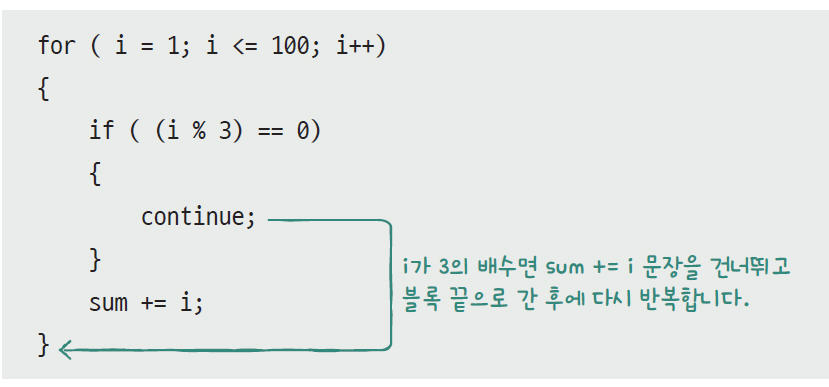 for ( i = 1; i <= 100; i++)
{
if ( (i % 3) == 0)
{
continue;
}
i가 3의 배수면 sum += i 문장을 건너뛰고
블록 끝으로 간 후에 다시 반복합니다.
sum += i;
}